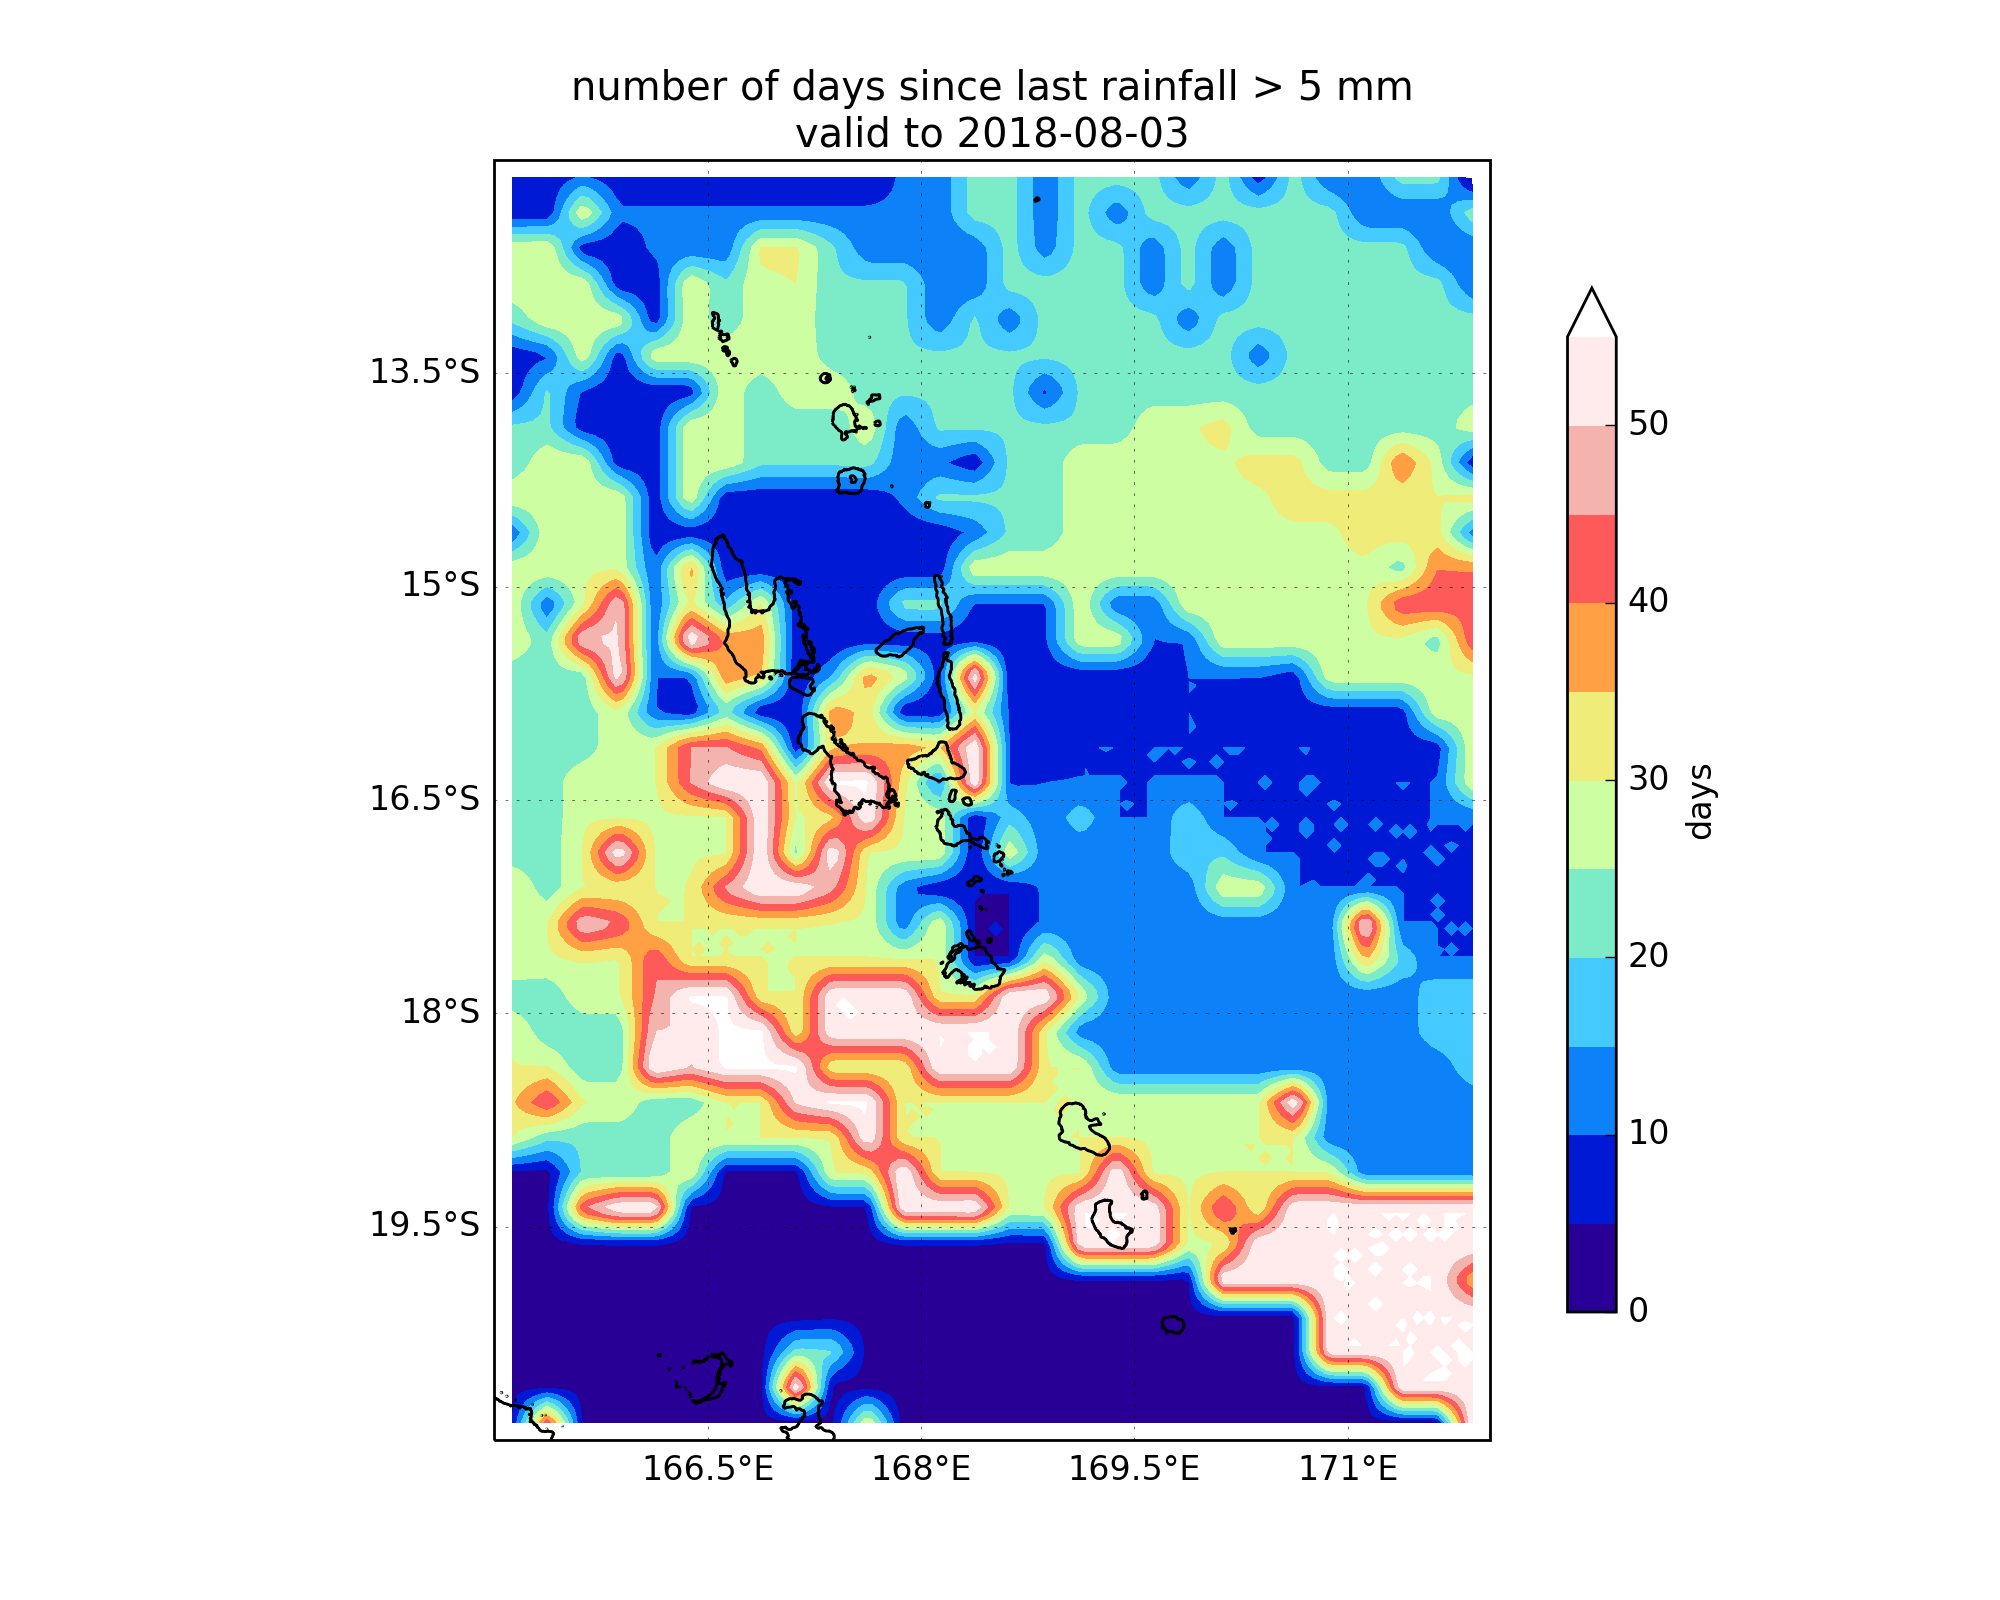 number of days since last rainfall > 5 mm
valid to 2018-08-03
13.5°S
15°S
16.5°S
18°S
19.5°S
166.5°E
168°E
169.5°E
171°E
50
40
30
20
10
0
days